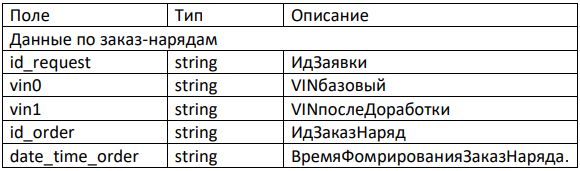 Поле Тип Описание
Данные по заказ-нарядам
id_request string ИдЗаявки
vin0 string VINбазовый
vin1 string VINпослеДоработки
id_order string ИдЗаказНаряд
date_time_order string ВремяФомрированияЗаказНаряда.